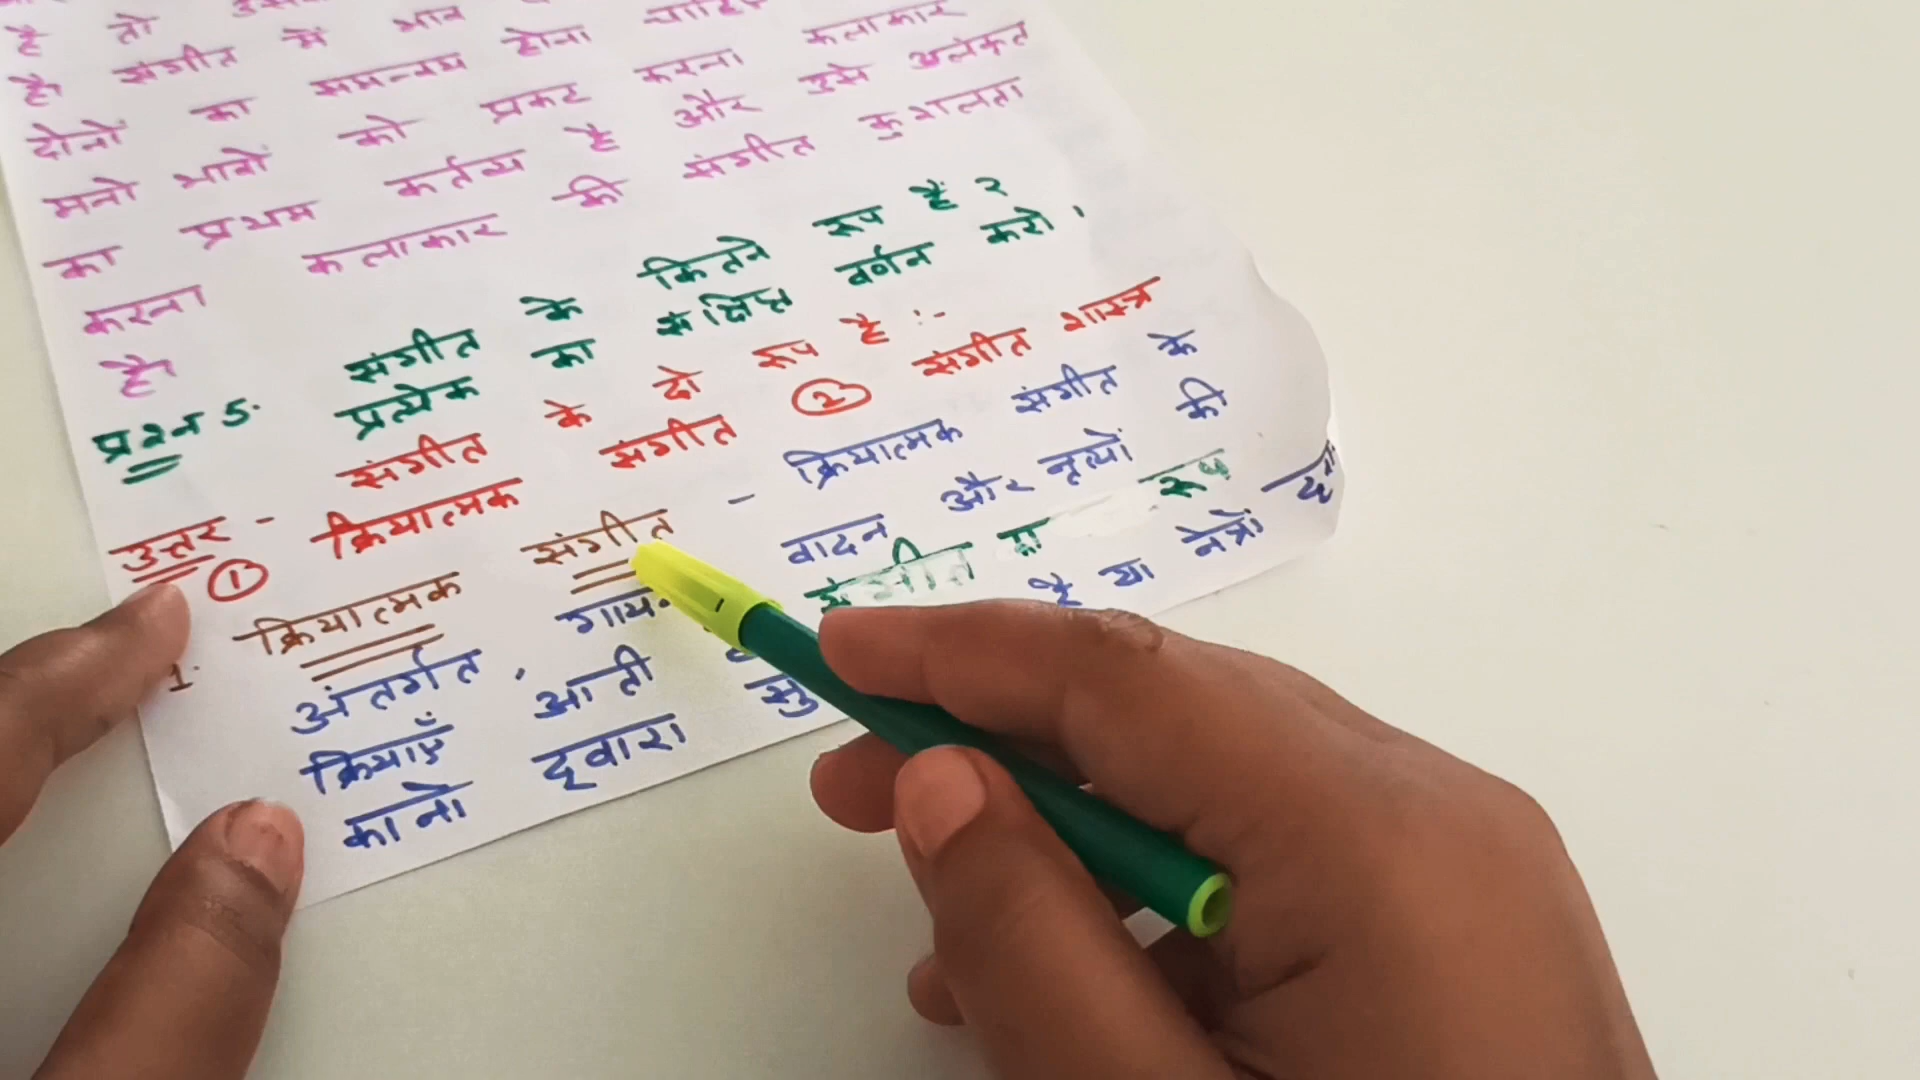 है तो
है संगीत में भाव
दोनों का समन्वय होना चाहिए
मनो भावों को प्रकट करना कलाकार
का प्रथम कर्तव्य है और उसे अलंकृत
करना कलाकार की संगीत कुशलता
है।
प्रश्न 5. संगीत के कितने रूप हैं ?
प्रत्येक का संक्षिप्त वर्णन करो।
उत्तर - संगीत के दो रूप है :-
① क्रियात्मक संगीत ② संगीत शास्त्र
1. क्रियात्मक संगीत - क्रियात्मक संगीत के
अंतर्गत गायन, वादन और नृत्यों कि
क्रियाएँ आती संगीत का रूप
कानो द्वारा है या नेत्रों